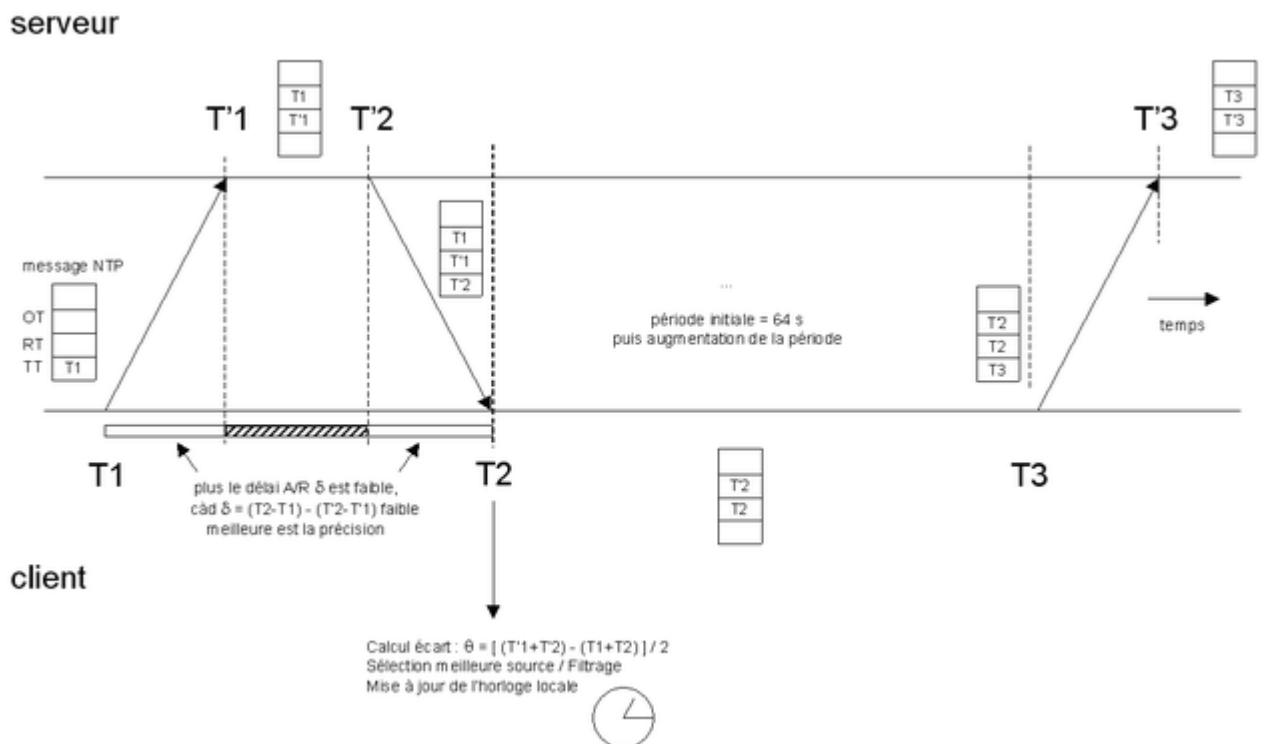 serveur
T1
T'1
T'1
T'2
T'3
T3
T'3
T1
T'1
T'2
message NTP
OT
RT
TT
T1
...
période initiale = 64 s
puis augmentation de la période
T'2
T2
T3
temps
T1
plus le délai A/R δ est faible,
càd δ = (T2-T1) - (T'2-T'1) faible
meilleure est la précision
T2
T'2
T2
T3
client
Calcul écart : θ = [ (T'1+T'2) - (T1+T2) ] / 2
Sélection meilleure source / Filtrage
Mise à jour de l'horloge locale